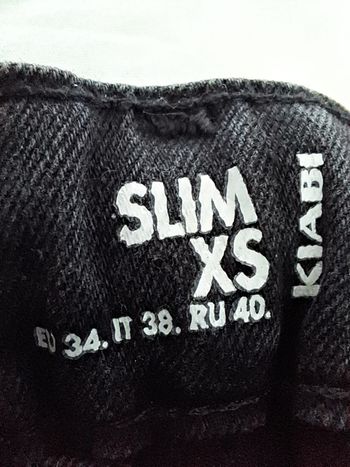 SLIM
XS
EU 34. IT 38. RU 40.
KIABI